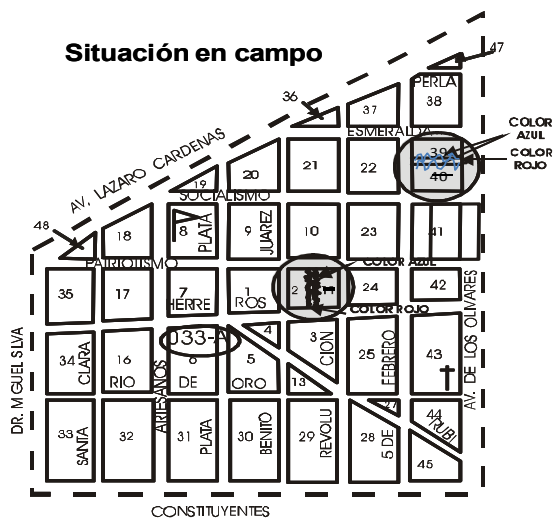 Situación en campo
47
PERLA
36
37
38
COLOR
AZUL
ESMERALDA
AV. LAZARO CARDENAS
39
COLOR
ROJO
40
19
20
21
22
SOCIALISMO
48
18
8
PLATA
9
JUAREZ
10
23
41
PATRIOTISMO
COLOR AZUL
35
17
7
1
2
11
24
42
HERRE
ROS
COLOR ROJO
033-A
4
3
CION
34
CLARA
16
6
5
25
FEBRERO
43
RIO
ARTESANOS
DE
ORO
13
DR. MIGUEL SILVA
AV. DE LOS OLIVARES
27
44
RUBI
33
SANTA
32
31
PLATA
30
BENITO
29
REVOLU
28
5 DE
45
CONSTITUYENTES